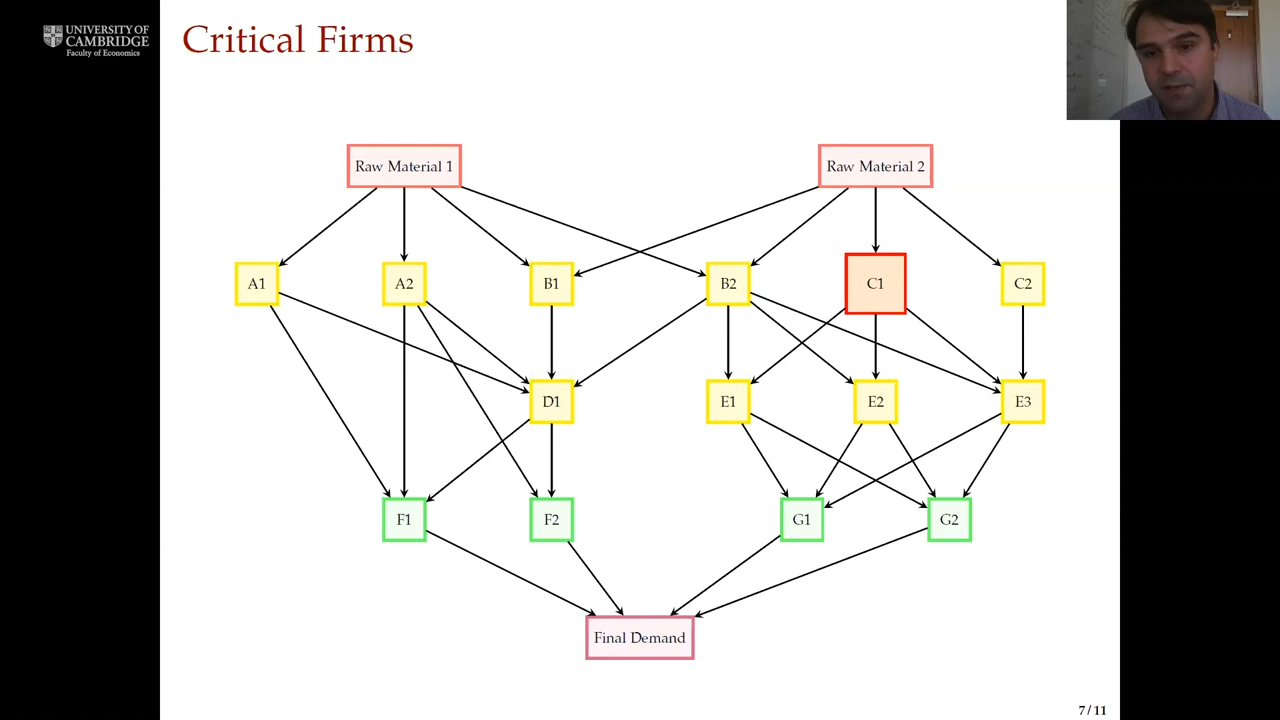 UNIVERSITY OF
CAMBRIDGE
Faculty of Economics
Critical Firms
Raw Material 1
Raw Material 2
A1
A2
B1
B2
C1
C2
D1
E1
E2
E3
F1
F2
G1
G2
Final Demand
7 / 11